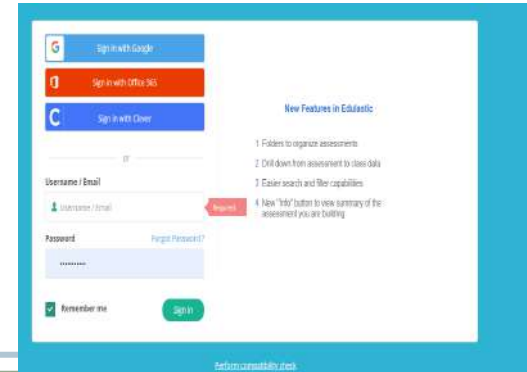 G Sign in with Google
Sign in with Office 365
C Sign in with Clever
or
Username / Email
Username / Email
Required
Password Forgot Password?
Remember me
Sign in
New Features in Edulastic
1 Folders to organize assessments
2 Drill down from assessment to class data
3 Easier search and filter capabilities
4 New "Info" button to view summary of the
assessment you are building
Perform compatibility check